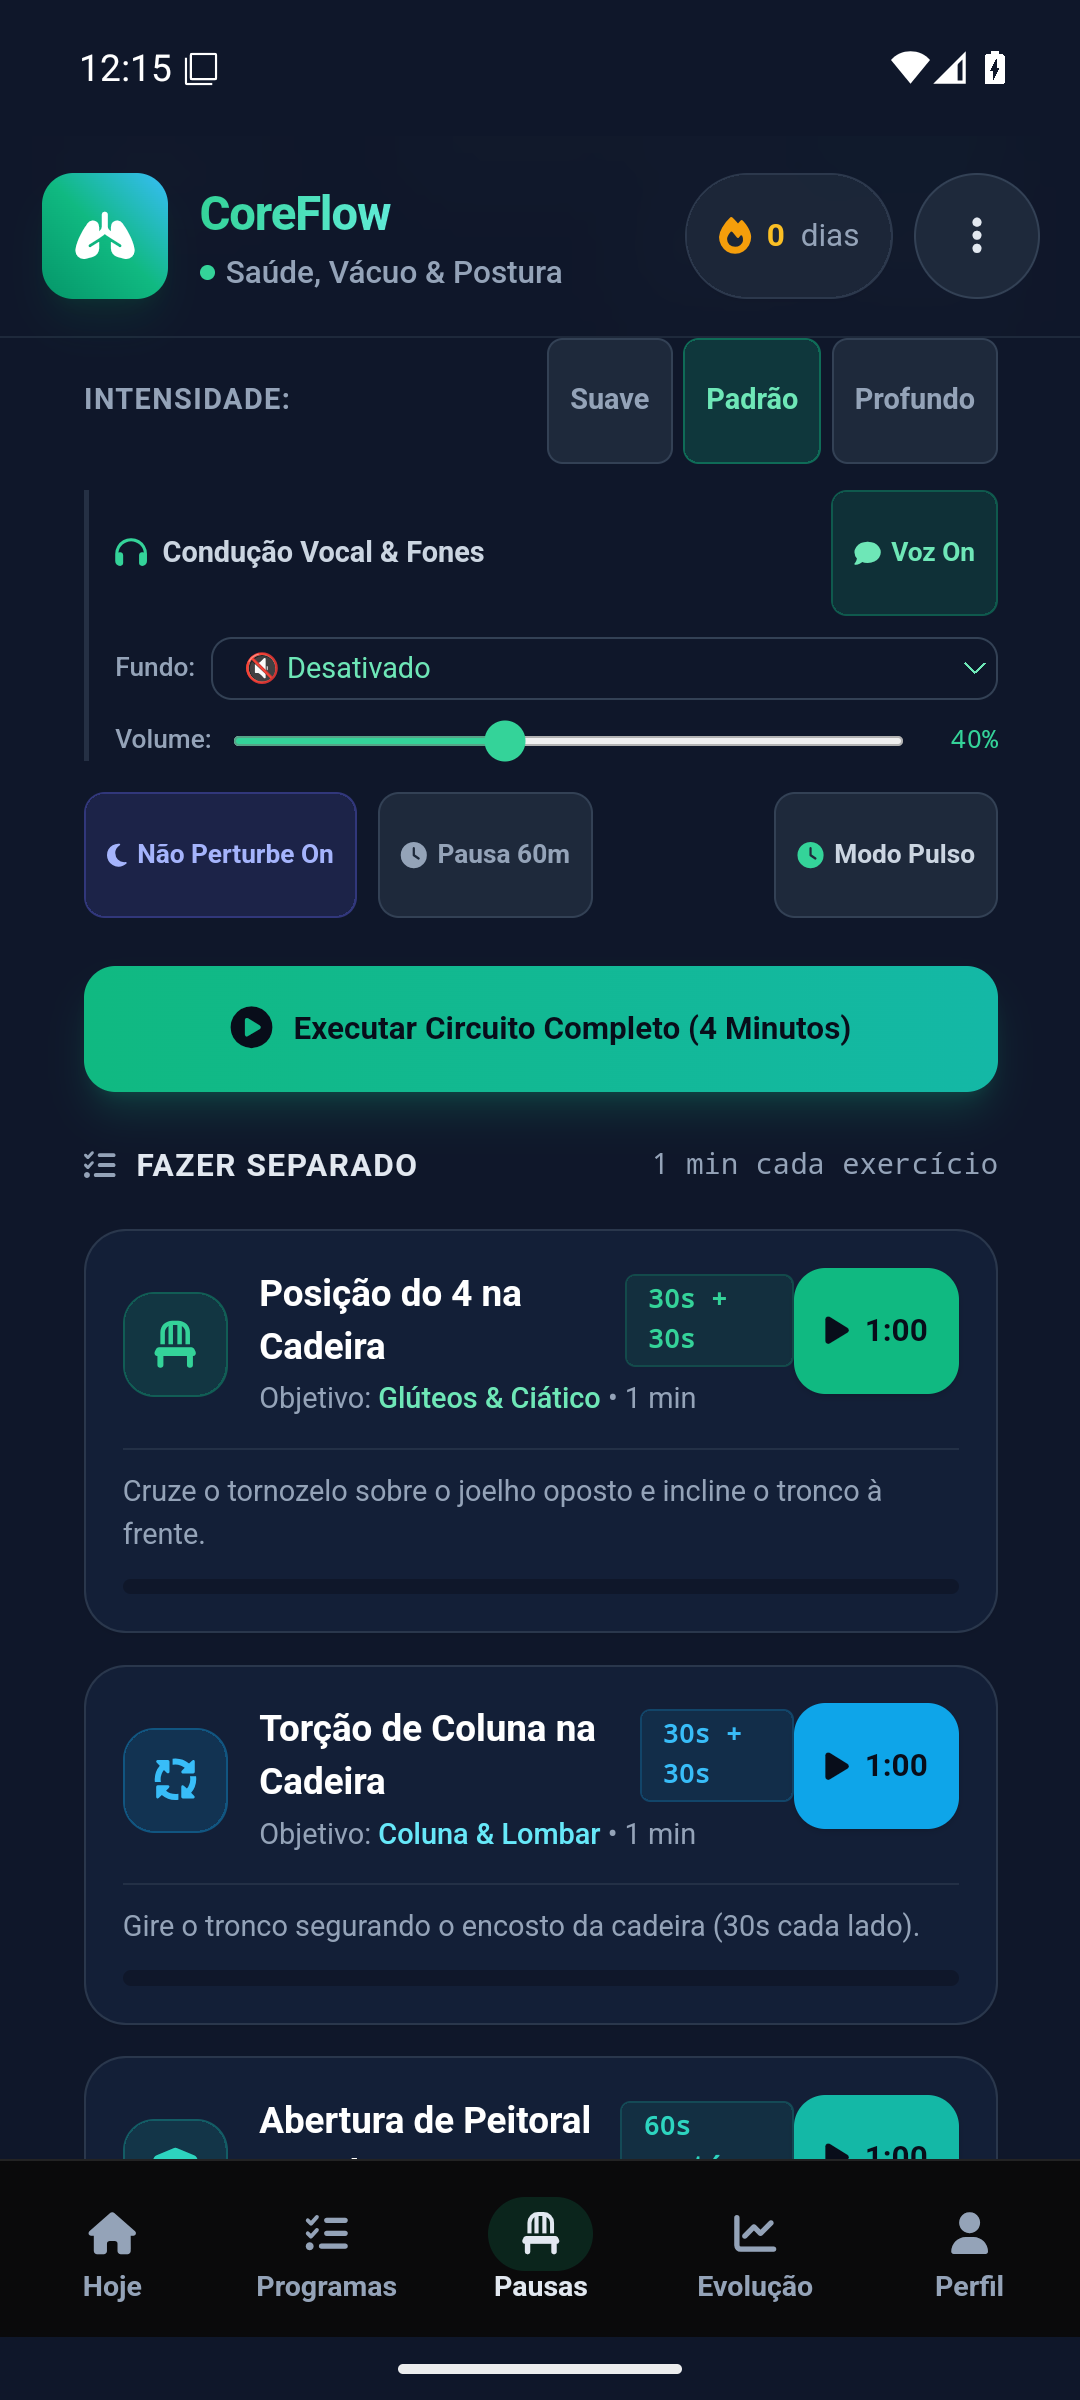 12:15
CoreFlow
Saúde, Vácuo & Postura
0 dias
INTENSIDADE:
Suave
Padrão
Profundo
Condução Vocal & Fones
Voz On
Fundo:
Desativado
Volume:
40%
Não Perturbe On
Pausa 60m
Modo Pulso
Executar Circuito Completo (4 Minutos)
FAZER SEPARADO
1 min cada exercício
Posição do 4 na
Cadeira
30s +
30s
1:00
Objetivo: Glúteos & Ciático • 1 min
Cruze o tornozelo sobre o joelho oposto e incline o tronco à
frente.
Torção de Coluna na
Cadeira
30s +
30s
1:00
Objetivo: Coluna & Lombar • 1 min
Gire o tronco segurando o encosto da cadeira (30s cada lado).
Abertura de Peitoral
60s
1:00
Hoje
Programas
Pausas
Evolução
Perfil